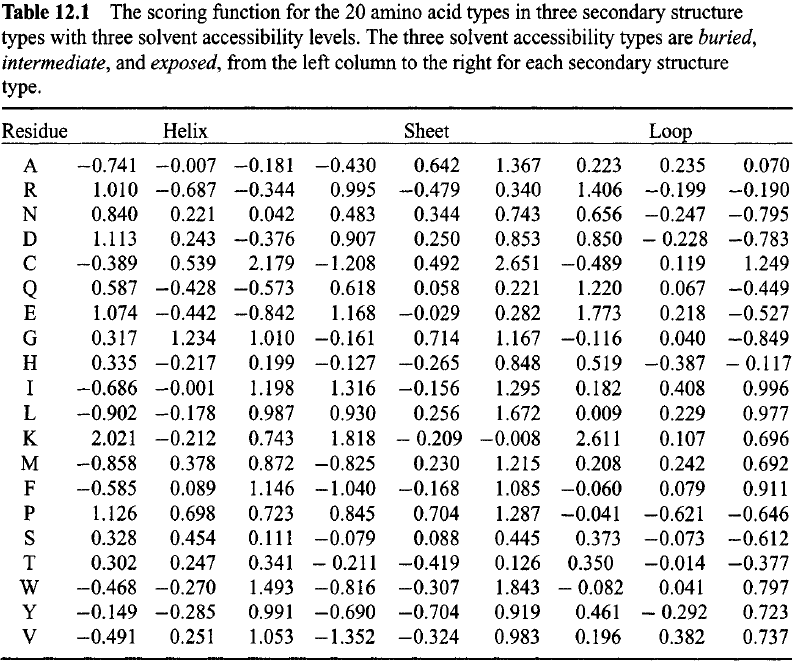 Table 12.1 The scoring function for the 20 amino acid types in three secondary structure
types with three solvent accessibility levels. The three solvent accessibility types are buried,
intermediate, and exposed, from the left column to the right for each secondary structure
type.
Residue Helix Sheet Loop
A −0.741 −0.007 −0.181 −0.430 0.642 1.367 0.223 0.235 0.070
R 1.010 −0.687 −0.344 0.995 −0.479 0.340 1.406 −0.199 −0.190
N 0.840 0.221 0.042 0.483 0.344 0.743 0.656 −0.247 −0.795
D 1.113 0.243 −0.376 0.907 0.250 0.853 0.850 − 0.228 −0.783
C −0.389 0.539 2.179 −1.208 0.492 2.651 −0.489 0.119 1.249
Q 0.587 −0.428 −0.573 0.618 0.058 0.221 1.220 0.067 −0.449
E 1.074 −0.442 −0.842 1.168 −0.029 0.282 1.773 0.218 −0.527
G 0.317 1.234 1.010 −0.161 0.714 1.167 −0.116 0.040 −0.849
H 0.335 −0.217 0.199 −0.127 −0.265 0.848 0.519 −0.387 − 0.117
I −0.686 −0.001 1.198 1.316 −0.156 1.295 0.182 0.408 0.996
L −0.902 −0.178 0.987 0.930 0.256 1.672 0.009 0.229 0.977
K 2.021 −0.212 0.743 1.818 − 0.209 −0.008 2.611 0.107 0.696
M −0.858 0.378 0.872 −0.825 0.230 1.215 0.208 0.242 0.692
F −0.585 0.089 1.146 −1.040 −0.168 1.085 −0.060 0.079 0.911
P 1.126 0.698 0.723 0.845 0.704 1.287 −0.041 −0.621 −0.646
S 0.328 0.454 0.111 −0.079 0.088 0.445 0.373 −0.073 −0.612
T 0.302 0.247 0.341 − 0.211 −0.419 0.126 0.350 −0.014 −0.377
W −0.468 −0.270 1.493 −0.816 −0.307 1.843 − 0.082 0.041 0.797
Y −0.149 −0.285 0.991 −0.690 −0.704 0.919 0.461 − 0.292 0.723
V −0.491 0.251 1.053 −1.352 −0.324 0.983 0.196 0.382 0.737